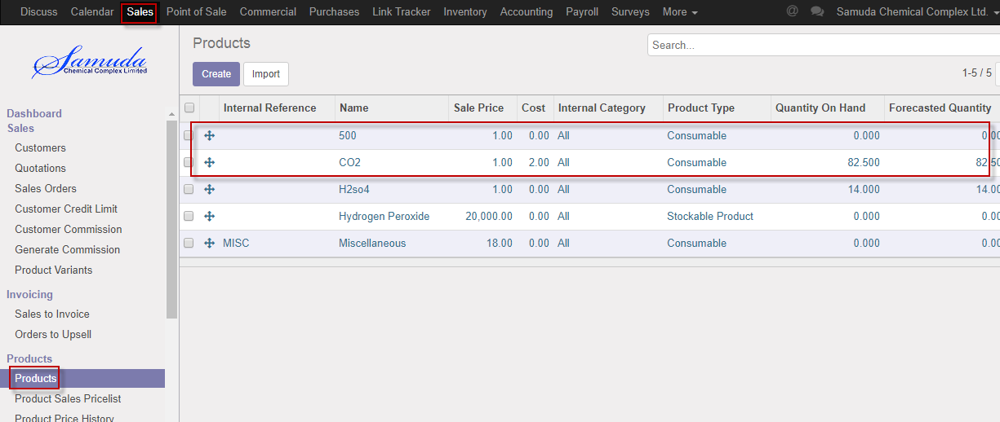 Discuss Calendar Sales Point of Sale Commercial Purchases Link Tracker Inventory Accounting Payroll Surveys More @ Samuda Chemical Complex Ltd.
Samuda
Chemical Complex Limited
Dashboard
Sales
Customers
Quotations
Sales Orders
Customer Credit Limit
Customer Commission
Generate Commission
Product Variants
Invoicing
Sales to Invoice
Orders to Upsell
Products
Products
Product Sales Pricelist
Product Price History
Products
Search...
Create Import
1-5 / 5
Internal Reference Name Sale Price Cost Internal Category Product Type Quantity On Hand Forecasted Quantity
500 1.00 0.00 All Consumable 0.000 0.00
CO2 1.00 2.00 All Consumable 82.500 82.50
H2so4 1.00 0.00 All Consumable 14.000 14.00
Hydrogen Peroxide 20,000.00 0.00 All Stockable Product 0.000 0.00
MISC Miscellaneous 18.00 0.00 All Consumable 0.000 0.00